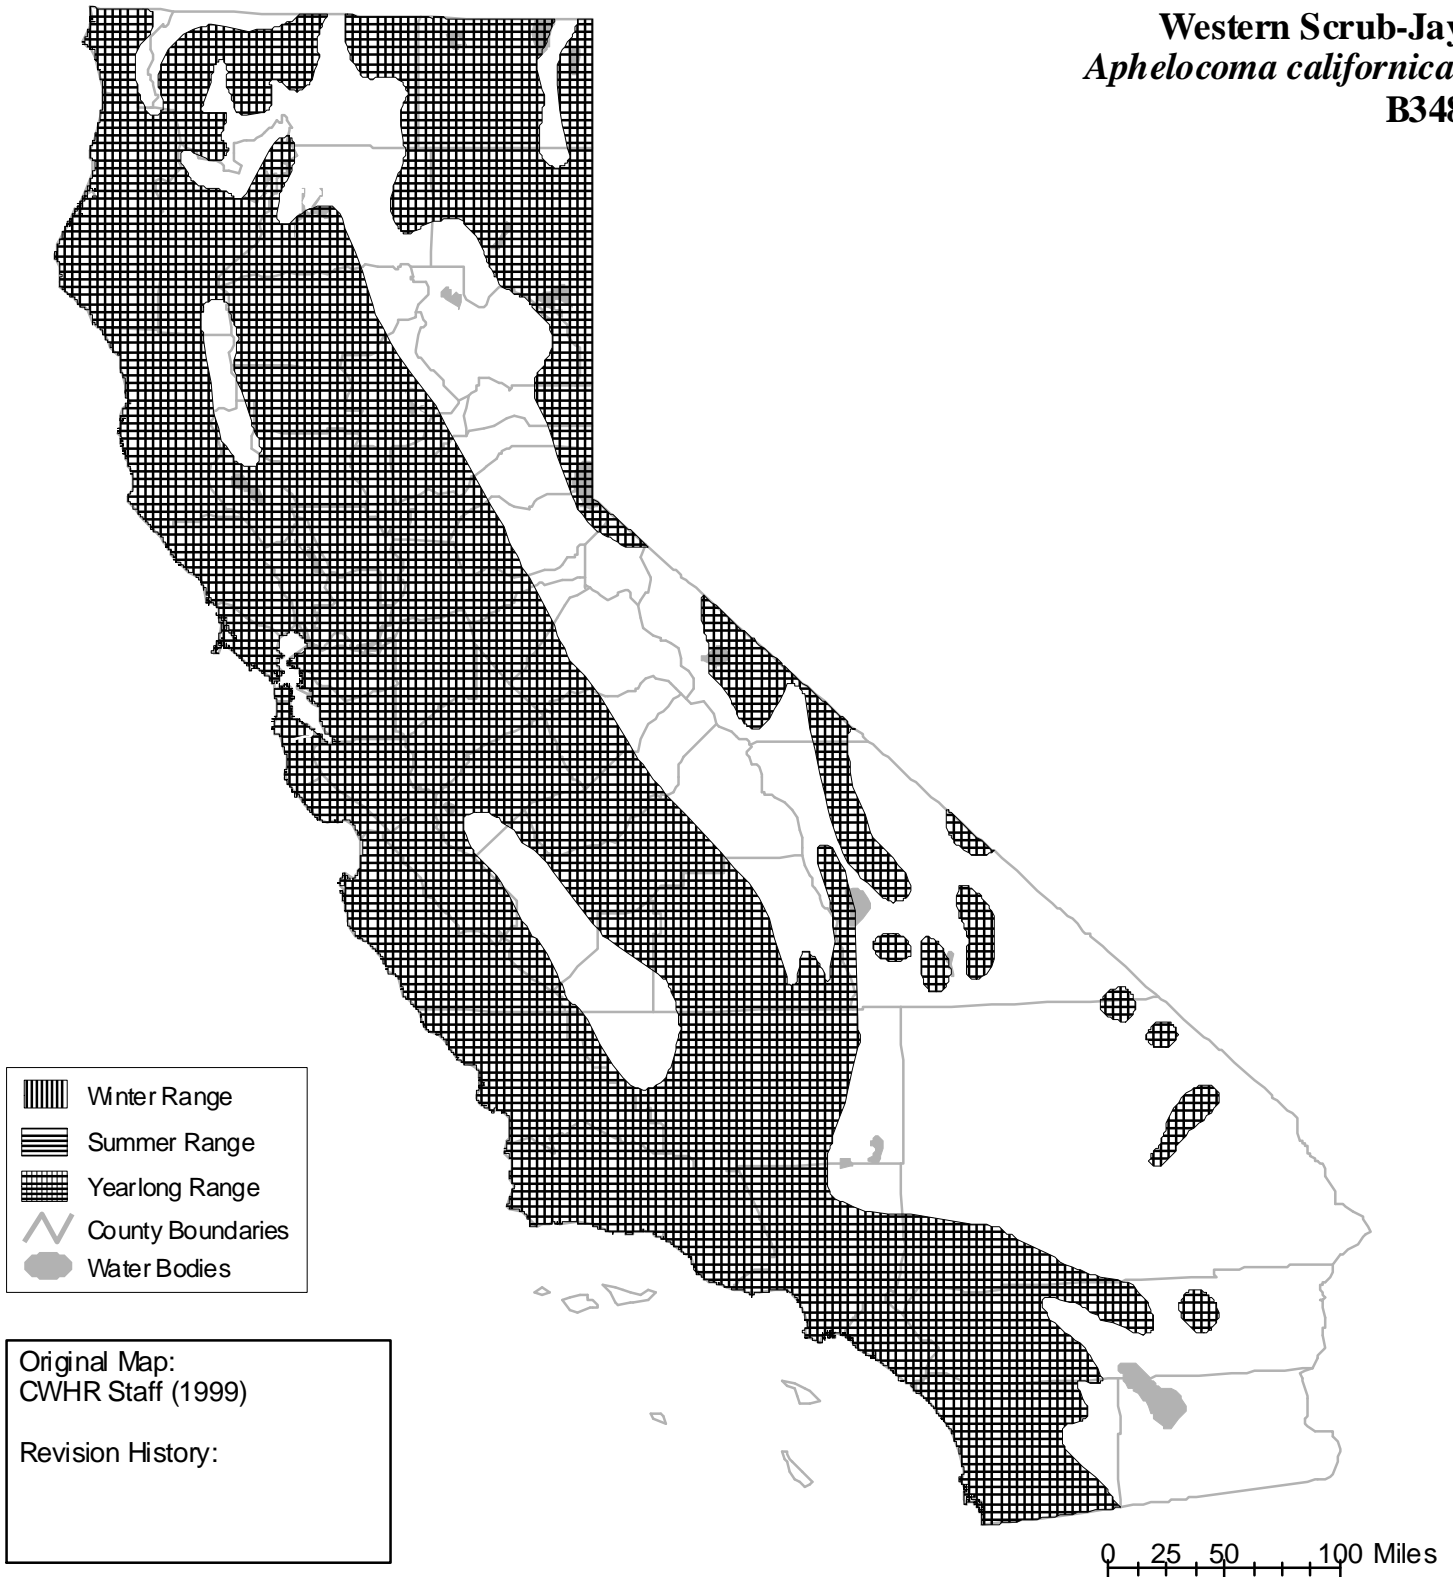 Western Scrub-Jay
Aphelocoma californica
B348
Winter Range
Summer Range
Yearlong Range
County Boundaries
Water Bodies
Original Map:
CWHR Staff (1999)
Revision History:
0 25 50 100 Miles